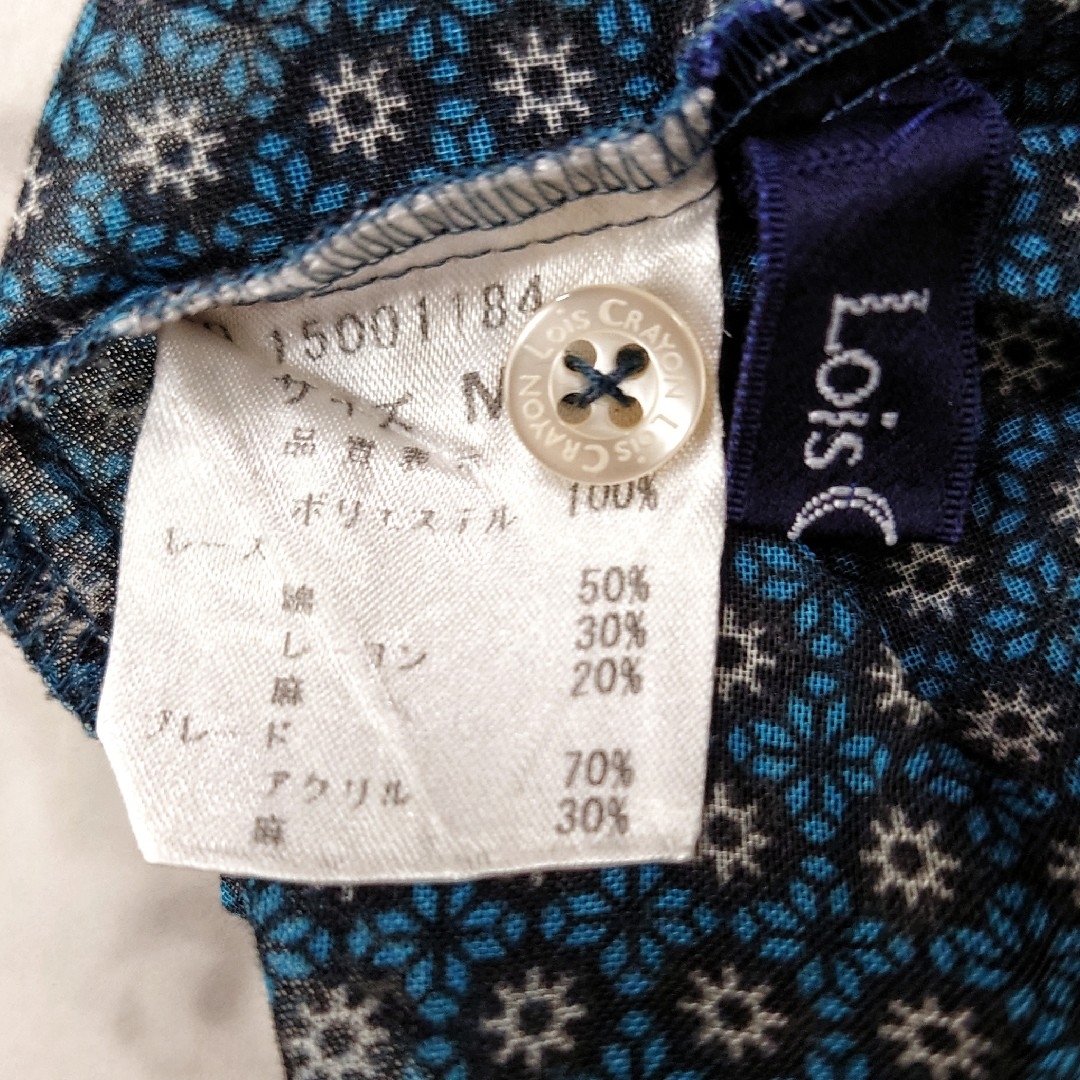 15001184
サイズ M
品質表示
ポリエステル 100%
レース
綿 50%
レーヨン 30%
麻 20%
ブレード
アクリル 70%
麻 30%
LOiS CRAYON LOiS CRAYON
LOiS C